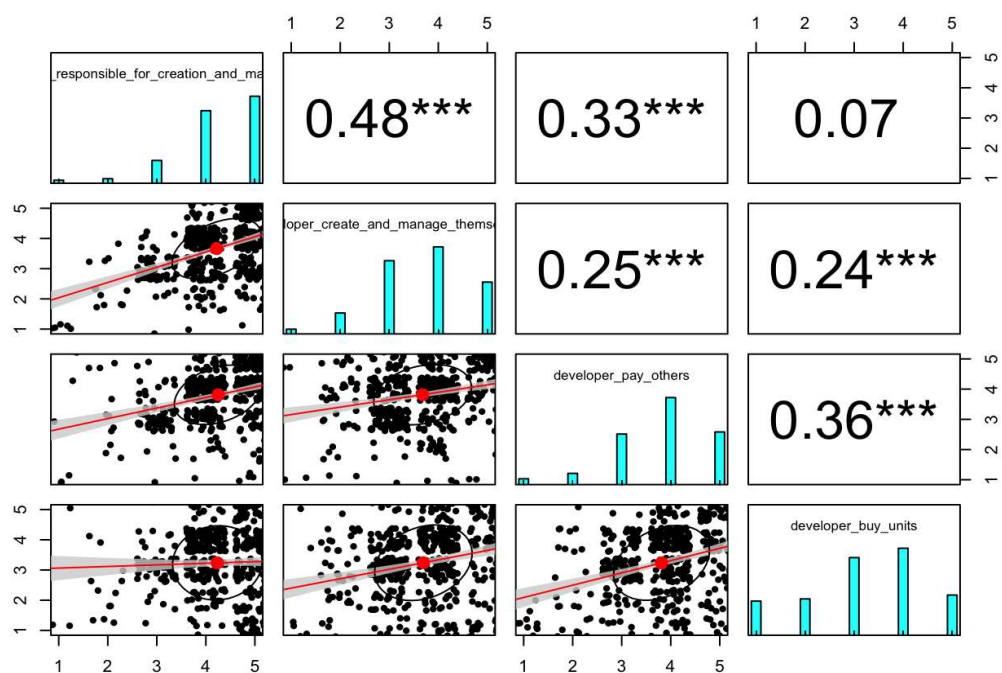 1 2 3 4 5 1 2 3 4 5
_responsible_for_creation_and_ma
0.48***
0.33***
0.07
1 2 3 4 5
1 2 3 4 5
loper_create_and_manage_themse
0.25***
0.24***
developer_pay_others
0.36***
1 2 3 4 5
1 2 3 4 5
developer_buy_units
1 2 3 4 5 1 2 3 4 5